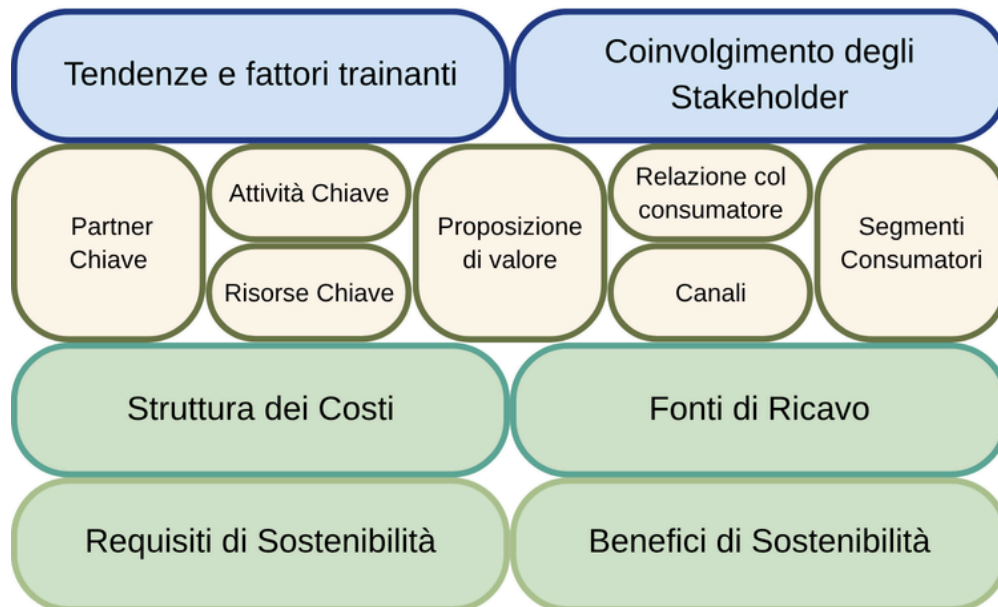 Tendenze e fattori trainanti
Coinvolgimento degli
Stakeholder
Partner
Chiave
Attività Chiave
Risorse Chiave
Proposizione
di valore
Relazione col
consumatore
Canali
Segmenti
Consumatori
Struttura dei Costi
Fonti di Ricavo
Requisiti di Sostenibilità
Benefici di Sostenibilità